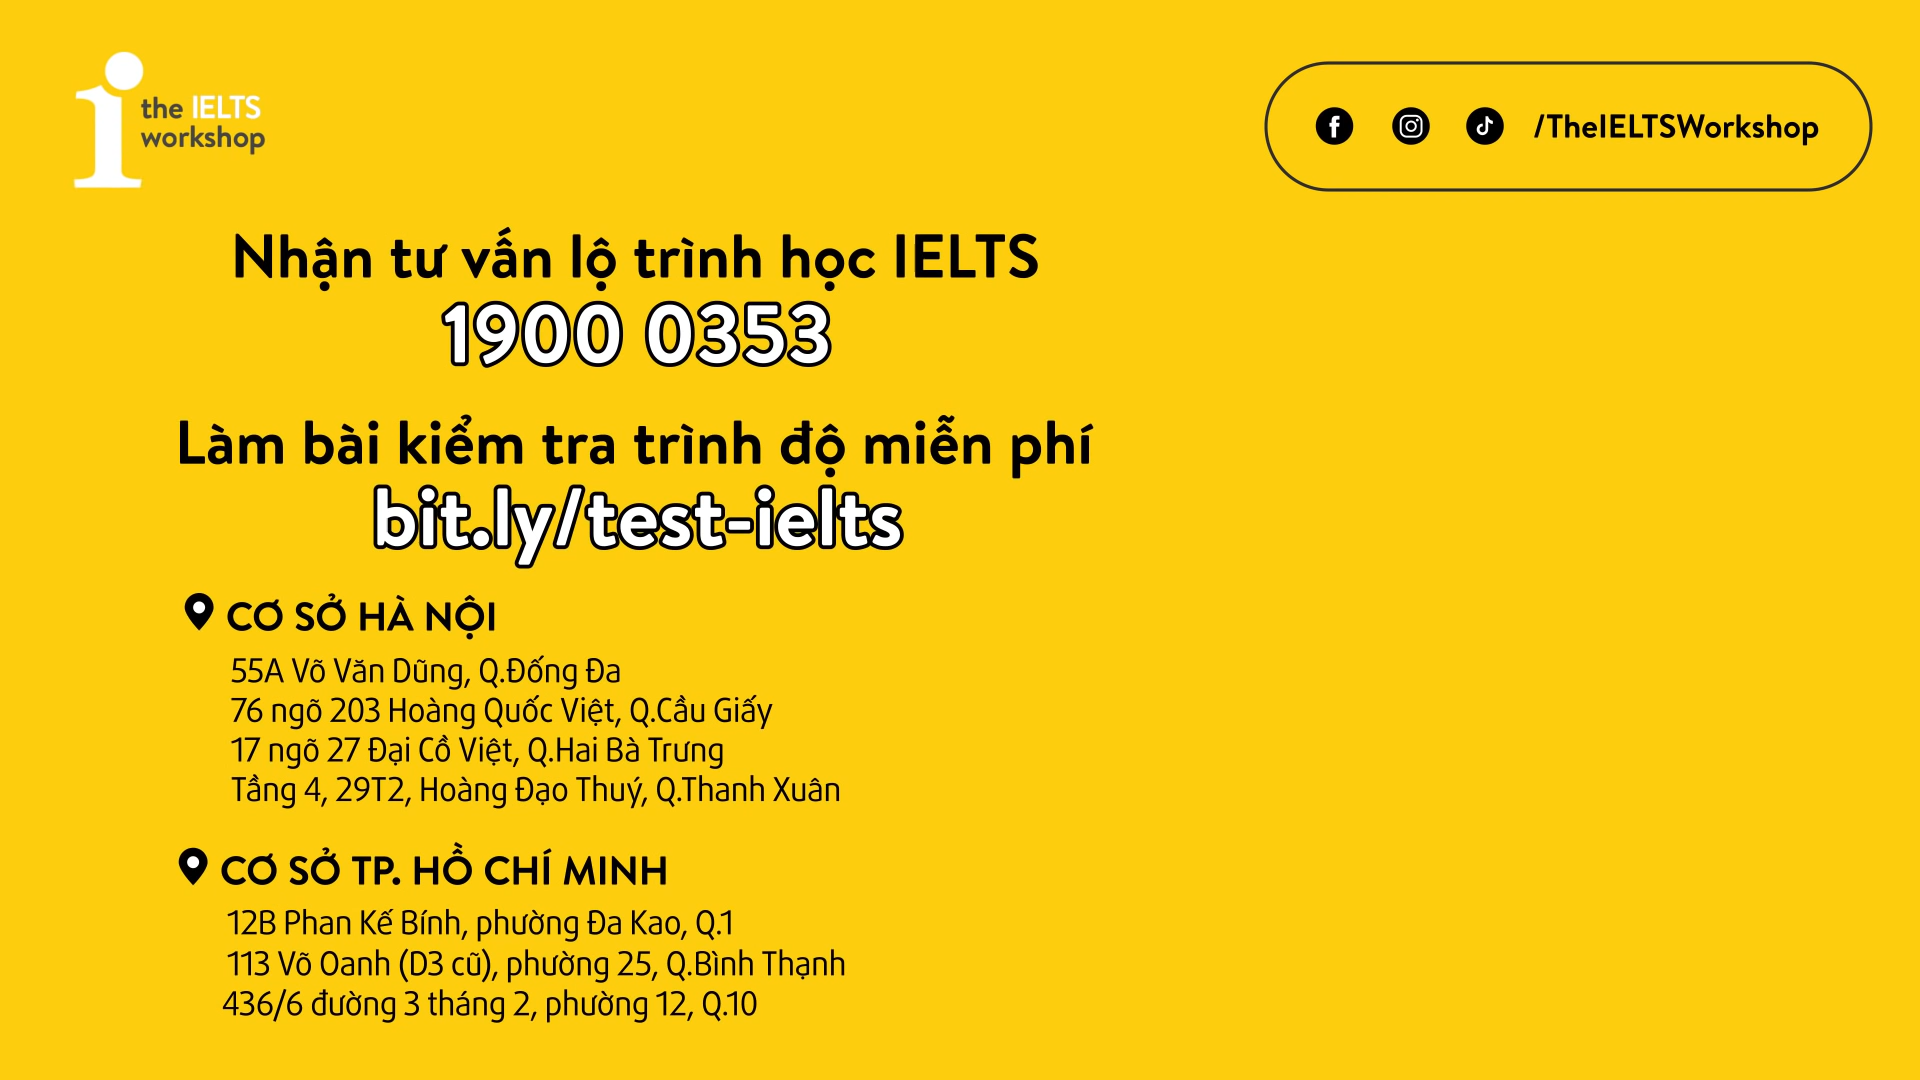 the IELTS
workshop
/TheIELTSWorkshop
Nhận tư vấn lộ trình học IELTS
1900 0353
Làm bài kiểm tra trình độ miễn phí
bit.ly/test-ielts
CƠ SỞ HÀ NỘI
55A Võ Văn Dũng, Q.Đống Đa
76 ngõ 203 Hoàng Quốc Việt, Q.Cầu Giấy
17 ngõ 27 Đại Cồ Việt, Q.Hai Bà Trưng
Tầng 4, 29T2, Hoàng Đạo Thuý, Q.Thanh Xuân
CƠ SỞ TP. HỒ CHÍ MINH
12B Phan Kế Bính, phường Đa Kao, Q.1
113 Võ Oanh (D3 cũ), phường 25, Q.Bình Thạnh
436/6 đường 3 tháng 2, phường 12, Q.10